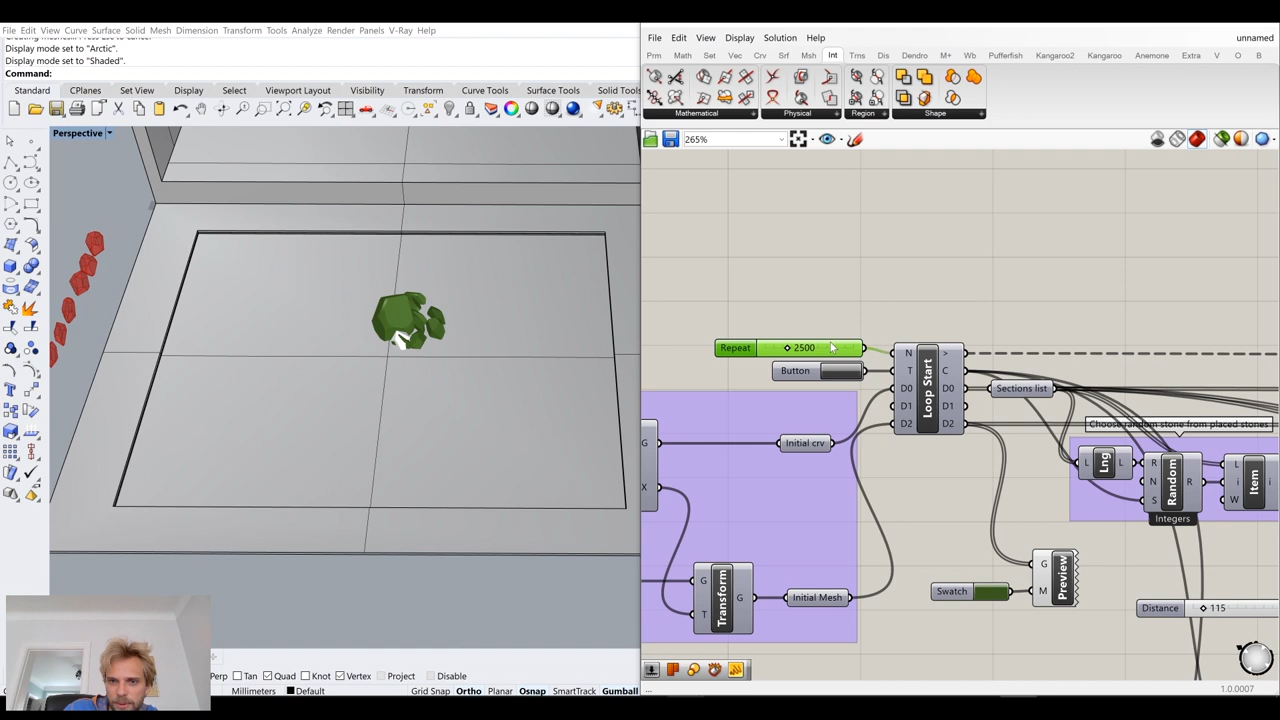 File Edit View Curve Surface Solid Mesh Dimension Transform Tools Analyze Render Panels V-Ray Help
Display mode set to "Arctic".
Display mode set to "Shaded".
Command:
Standard CPlanes Set View Display Select Viewport Layout Visibility Transform Curve Tools Surface Tools Solid Tools
Perspective
Perp Tan Quad Knot Vertex Project Disable
Millimeters Default Grid Snap Ortho Planar Osnap SmartTrack Gumball
File Edit View Display Solution Help unnamed
Prm Math Set Vec Crv Srf Msh Int Trns Dis Dendro M+ Wb Pufferfish Kangaroo2 Kangaroo Anemone Extra V O B
Mathematical Physical Region Shape
265%
Repeat 2500
Button
N
T
D0
D1
D2
Loop Start
>
C
D0
D1
D2
Sections list
Choose random stone from placed stones
G
X
Initial crv
L Lng L
R
N
S
Random
R
Integers
L
i
W
Item
i
G
T
Transform
G
Initial Mesh
Swatch
G
M
Preview
Distance 115
...
1.0.0007